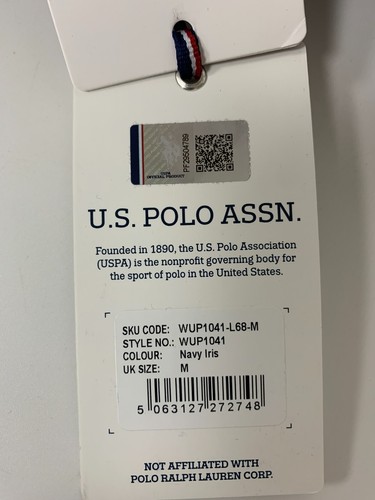 PF29504789
OFFICIAL PRODUCT
U.S. POLO ASSN.
Founded in 1890, the U.S. Polo Association
(USPA) is the nonprofit governing body for
the sport of polo in the United States.
SKU CODE: WUP1041-L68-M
STYLE NO.: WUP1041
COLOUR: Navy Iris
UK SIZE: M
5 063127 272748
NOT AFFILIATED WITH
POLO RALPH LAUREN CORP.